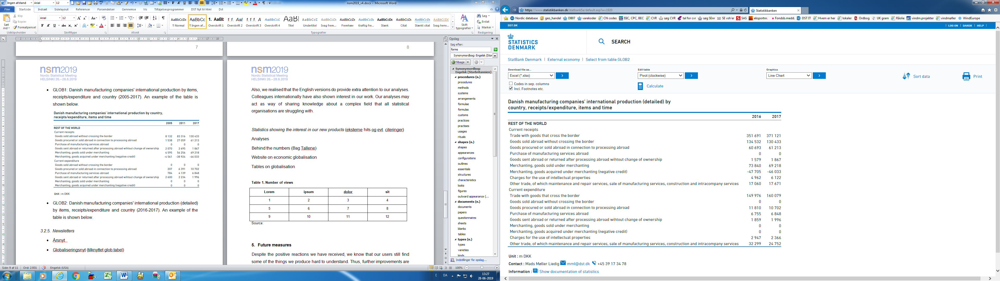 Ingen afstand Arial 12 nsm2019_v4.docx - Microsoft Word
Filer Startside Indsæt Sidelayout Referencer Forsendelser Gennemse Vis Tilføjelsesprogrammer DST Nyt til html Dst
Sæt ind
Klip
Kopier
Formatpensel
Arial 12
AaBbCcDc AaBbCc 1. AaBb 1.1. Aal 1.1.1. A AaBbCcL AaBl AaBbCcD AaBbCcDc AaBbCcDc AaBbCcDc AaBbCcDc AaBbCcDc AaBbCcDc AABBCCDE
¶ Normal ¶ Ingen af... Overskrift 1 Overskrift 2 Overskrift 3 Overskrift 4 Titel Undertitel Svag frem... Fremhæv Kraftig fre... Stærk Citat Stærkt citat Svag henv...
Skift typografier
Søg
Erstat
Marker
Udklipsholder Skrifttype Afsnit Typografier Redigering
7
8
nsm2019
Nordic Statistical Meeting
HELSINKI 26.–28.8.2019
• GLOB1: Danish manufacturing companies' international production by items,
receipts/expenditure and country (2005-2017). An example of the table is
shown below.
Danish manufacturing companies' international production by country,
receipts/expenditure, items and time
2005 2011 2017
REST OF THE WORLD
Current receipts
Goods sold abroad without crossing the border 8 132 83 316 130 433
Goods procured or sold abroad in connection to processing abroad 1 538 27 059 61 213
Purchase of manufacturing services abroad 0 0 0
Goods sent abroad or returned after processing abroad wihtout change of ownership 2 070 2 695 1 867
Merchanting, goods sold under merchanting 6 595 56 256 69 218
Merchanting, goods acquired under merchanting (negative credit) -4 561 -38 924 -46 033
Current expenditure
Goods sold abroad without crossing the border 0 0 0
Goods procured or sold abroad in connection to processing abroad 207 6 391 10 702
Purchase of manufacturing services abroad 784 4 139 6 848
Goods sent abroad or returned after processing abroad wihtout change of ownership 2 600 2 234 1 996
Merchanting, goods sold under merchanting 0 0 0
Merchanting, goods acquired under merchanting (negative credit) 0 0 0
Unit : m DKK
• GLOB2: Danish manufacturing companies' international production (detailed)
by items, receipts/expenditure and country (2016-2017). An example of the
table is shown below.
3.2.5. Newsletters
• Årsnyt
• Globaliseringsnyt (tilknyttet glob.tabel)
nsm2019
Nordic Statistical Meeting
HELSINKI 26.–28.8.2019
Also, we realised that the English versions do provide extra attention to our analyses.
Colleagues internationally have also shown interest in our work. Our analyses may
act as way of sharing knowledge about a complex field that all statistical
organisations are struggling with.
Statistics showing the interest in our new products (eksterne hits og evt. citeringer)
Analyses
Behind the numbers (Bag Tallene)
Website on economic globalisation
Tables on globalisation
Table 1. Number of views
Lorem ipsum dolor sit
1 2 3 4
5 6 7 8
9 10 11 12
Source:
5. Future measures
Despite the positive reactions we have received, we know that our users still find
some of the things we produce hard to understand. Thus, further improvements are
Opslag
Søg efter:
forms
Synonymordbog: Engelsk (Stor
Tilbage
Synonymordbog:
Engelsk (Storbritannien)
procedures (n.)
procedures
methods
systems
arrangements
formulae
formulas
customs
practices
practises
usages
rituals
shapes (n.)
shapes
appearances
configurations
outlines
essentials
structures
characteristics
looks
figures
outward appearance (...
documents (n.)
documents
papers
questionnaires
sheets
blanks
tables
types (n.)
types
varieties
kinds
Indstillinger for opslag...
Side: 9 af 11 Ord: 2.931 Engelsk (USA) 100%
DA 13:27
28-06-2019
https://www.statistikbanken.dk/statbank5a/default.asp?w=1920 Statistikbanken
Nordic database geo_handel DB07 varekoder CN codes ISIC, CPC, BEC CVR søg CVR tal for cvr søg SEnr SE vsh'er SAS eksportnr. Fondsb.medd. DST IT Hvem er her lokaler Ordbog UK gram Råolie vindm.projekter vindmøller WindEurope
DST.DK LOG ON DANSK HELP
STATISTICS
DENMARK
SEARCH
StatBank Denmark | External economy | Select from table GLOB2
Download file as... Edit table Graphics
Excel (*.xlsx) > Pivot (clockwise) > Line Chart > Sort data Print
Codes in sep. columns
Incl. Footnotes etc.
Calculate
Danish manufacturing companies' international production (detailed) by
country, receipts/expenditure, items and time
2016 2017
REST OF THE WORLD
Current receipts
Trade with goods that cross the border 351 691 371 121
Goods sold abroad without crossing the border 134 532 130 433
Goods procured or sold abroad in connection to processing abroad 60 693 61 213
Purchase of manufacturing services abroad 0 0
Goods sent abroad or returned after processing abroad wihtout change of ownership 1 579 1 867
Merchanting, goods sold under merchanting 73 840 69 218
Merchanting, goods acquired under merchanting (negative credit) -47 705 -46 033
Charges for the use of intellectual properties 4 962 6 122
Other trade, of which maintenance and repair services, sale of manufacturing services, construction and intracompany services 17 060 17 671
Current expenditure
Trade with goods that cross the border 149 976 160 079
Goods sold abroad without crossing the border 0 0
Goods procured or sold abroad in connection to processing abroad 11 810 10 702
Purchase of manufacturing services abroad 6 755 6 848
Goods sent abroad or returned after processing abroad wihtout change of ownership 1 859 1 996
Merchanting, goods sold under merchanting 0 0
Merchanting, goods acquired under merchanting (negative credit) 0 0
Charges for the use of intellectual properties 2 947 2 366
Other trade, of which maintenance and repair services, sale of manufacturing services, construction and intracompany services 32 299 24 752
Unit : m DKK
Contact : Mads Møller Liedig mml@dst.dk +45 39 17 34 78
Information : Show documentation of statistics